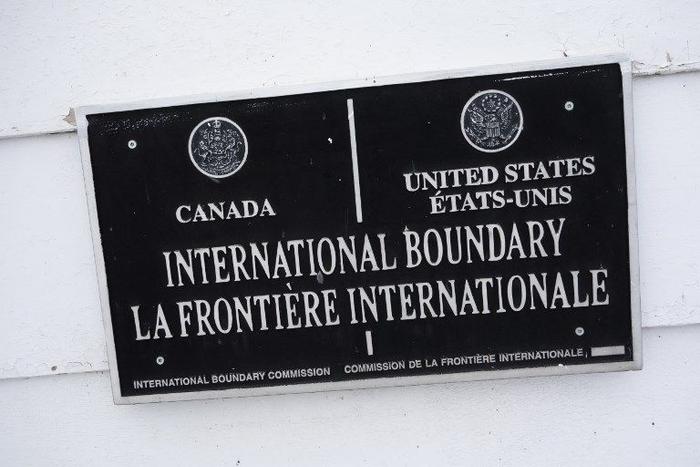 CANADA
UNITED STATES
ÉTATS-UNIS
INTERNATIONAL BOUNDARY
LA FRONTIÈRE INTERNATIONALE
INTERNATIONAL BOUNDARY COMMISSION
COMMISSION DE LA FRONTIÈRE INTERNATIONALE,